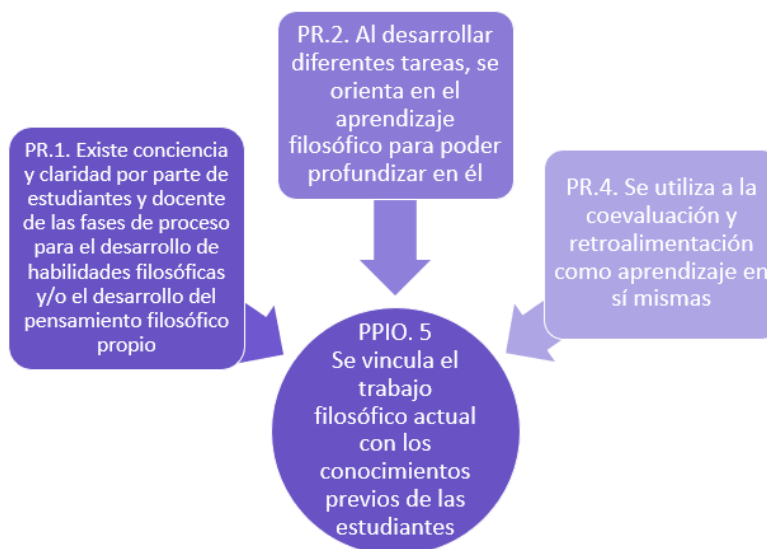 PR.1. Existe conciencia
y claridad por parte de
estudiantes y docente
de las fases de proceso
para el desarrollo de
habilidades filosóficas
y/o el desarrollo del
pensamiento filosófico
propio
PR.2. Al desarrollar
diferentes tareas, se
orienta en el
aprendizaje
filosófico para poder
profundizar en él
PR.4. Se utiliza a la
coevaluación y
retroalimentación
como aprendizaje en
sí mismas
PPIO. 5
Se vincula el
trabajo
filosófico actual
con los
conocimientos
previos de las
estudiantes